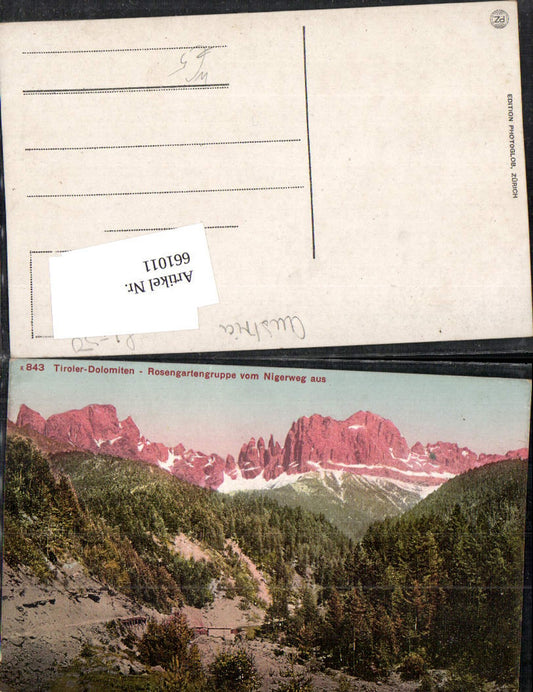 PZ
EDITION PHOTOGLOB, ZÜRICH
Artikel Nr.
661011
Austria
K 843 Tiroler-Dolomiten - Rosengartengruppe vom Nigerweg aus